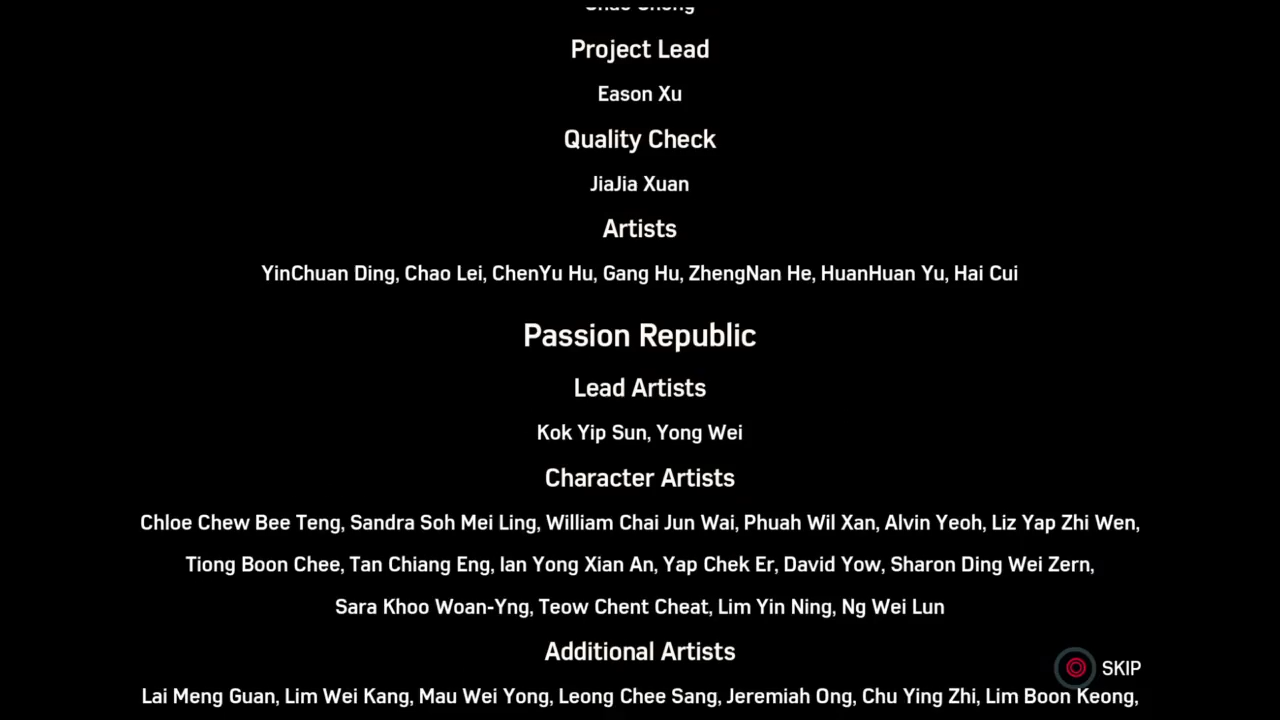 Project Lead
Eason Xu
Quality Check
JiaJia Xuan
Artists
YinChuan Ding, Chao Lei, ChenYu Hu, Gang Hu, ZhengNan He, HuanHuan Yu, Hai Cui
Passion Republic
Lead Artists
Kok Yip Sun, Yong Wei
Character Artists
Chloe Chew Bee Teng, Sandra Soh Mei Ling, William Chai Jun Wai, Phuah Wil Xan, Alvin Yeoh, Liz Yap Zhi Wen,
Tiong Boon Chee, Tan Chiang Eng, Ian Yong Xian An, Yap Chek Er, David Yow, Sharon Ding Wei Zern,
Sara Khoo Woan-Yng, Teow Chent Cheat, Lim Yin Ning, Ng Wei Lun
Additional Artists
SKIP
Lai Meng Guan, Lim Wei Kang, Mau Wei Yong, Leong Chee Sang, Jeremiah Ong, Chu Ying Zhi, Lim Boon Keong,